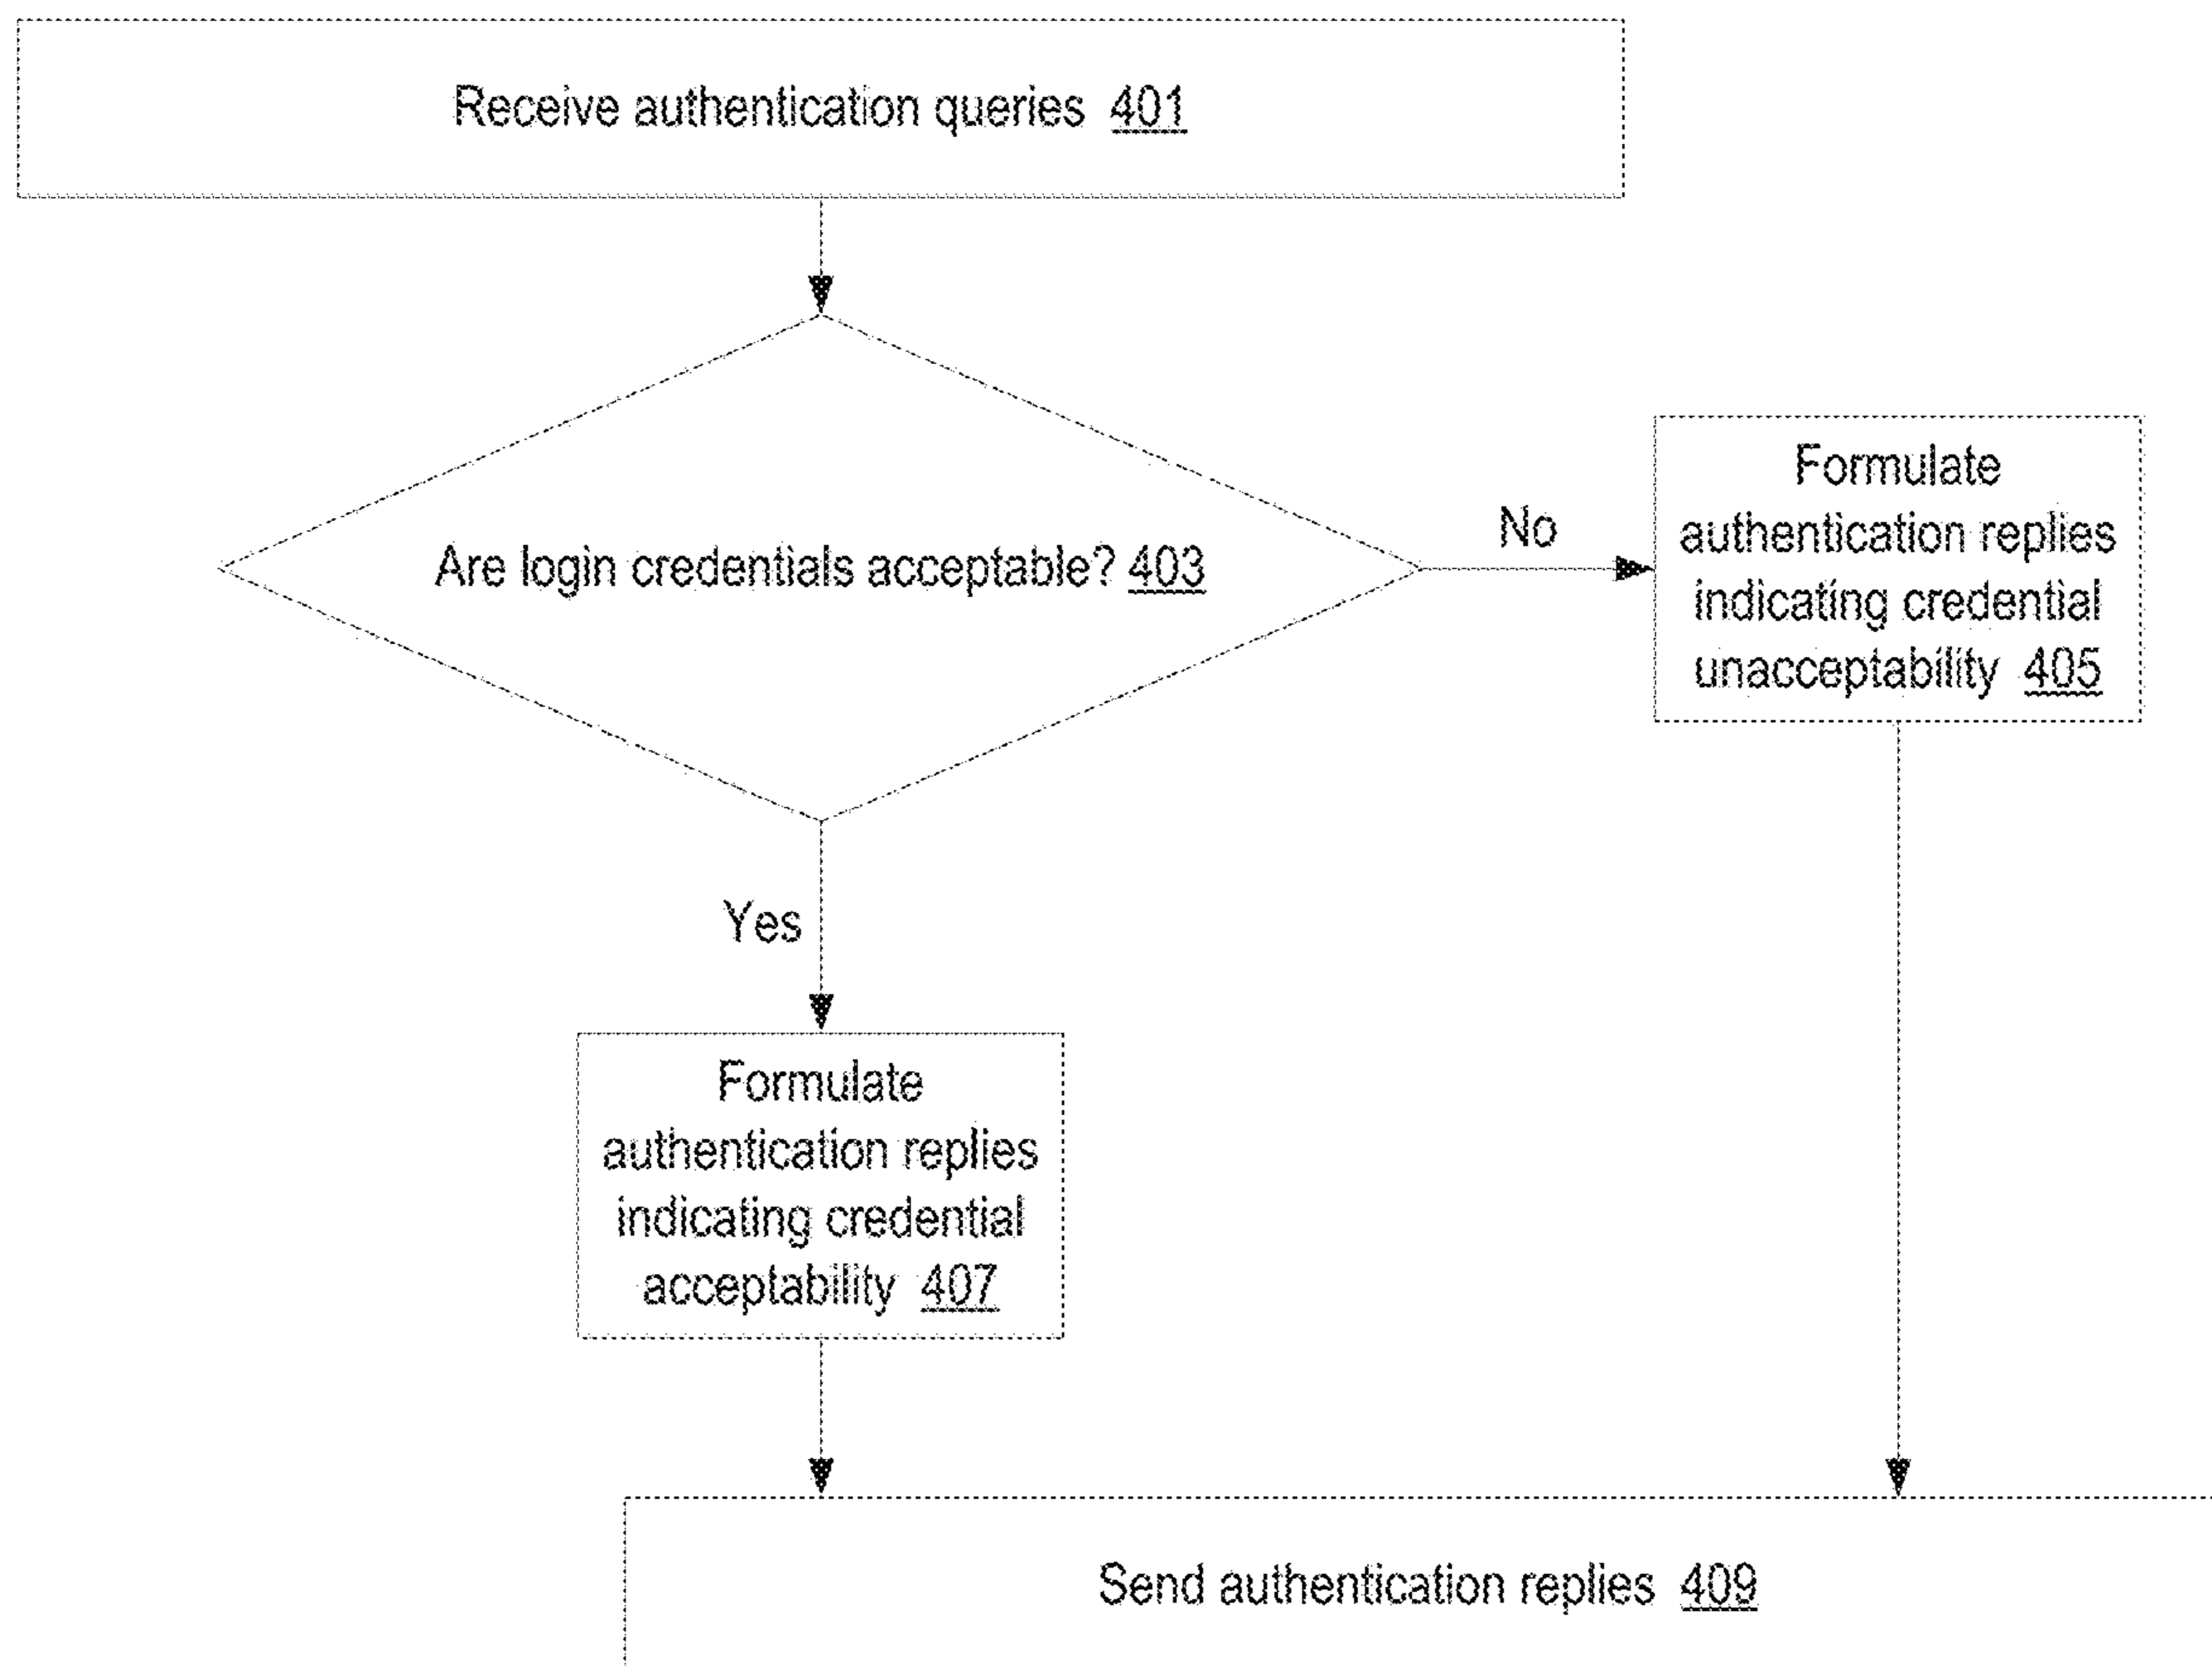 Receive authentication queries 401
Are login credentials acceptable? 403
No
Formulate
authentication replies
indicating credential
unacceptability 405
Yes
Formulate
authentication replies
indicating credential
acceptability 407
Send authentication replies 409